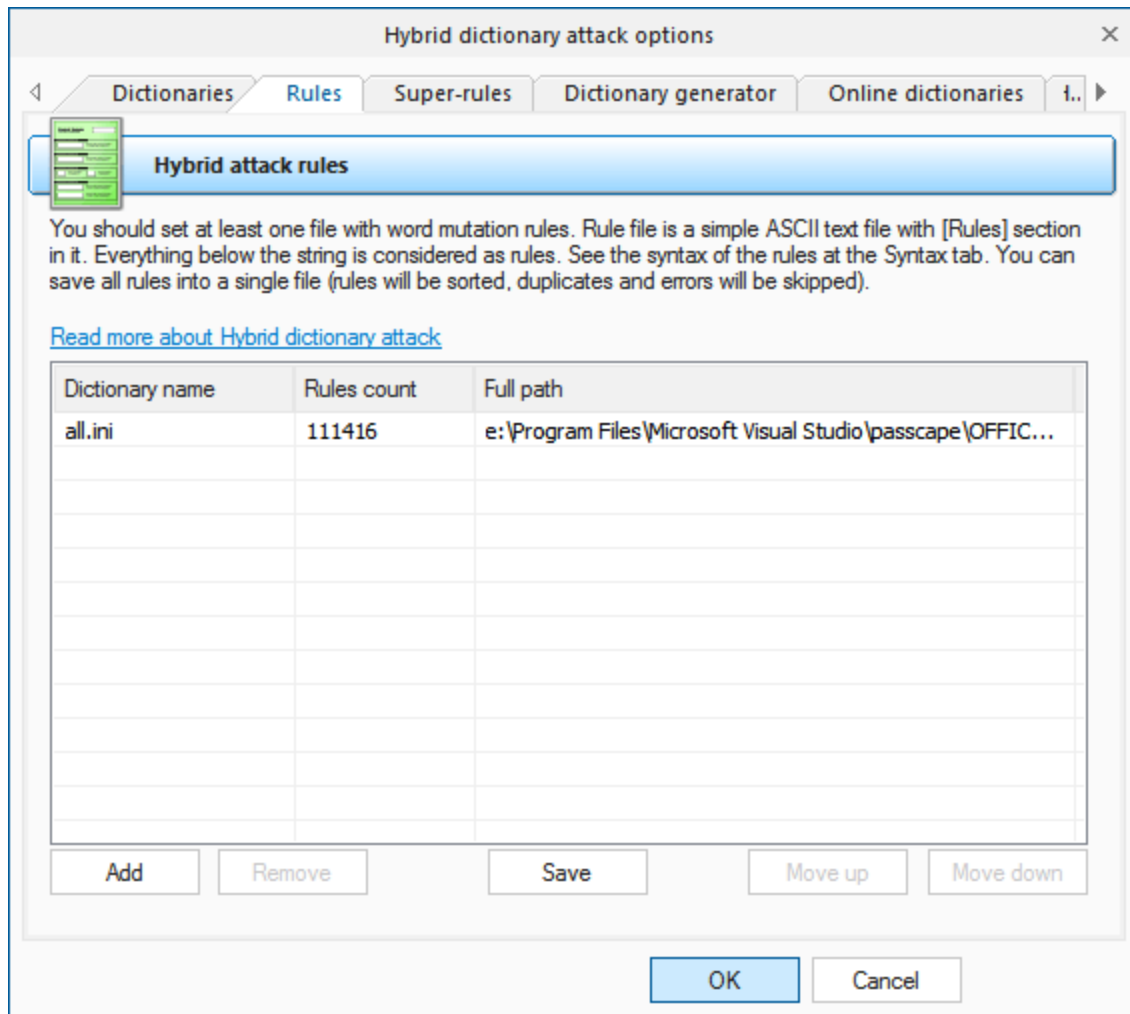 Hybrid dictionary attack options
Dictionaries Rules Super-rules Dictionary generator Online dictionaries
Hybrid attack rules
You should set at least one file with word mutation rules. Rule file is a simple ASCII text file with [Rules] section
in it. Everything below the string is considered as rules. See the syntax of the rules at the Syntax tab. You can
save all rules into a single file (rules will be sorted, duplicates and errors will be skipped).
Read more about Hybrid dictionary attack
Dictionary name Rules count Full path
all.ini 111416 e:\Program Files\Microsoft Visual Studio\passcape\OFFIC...
Add Remove Save Move up Move down
OK Cancel